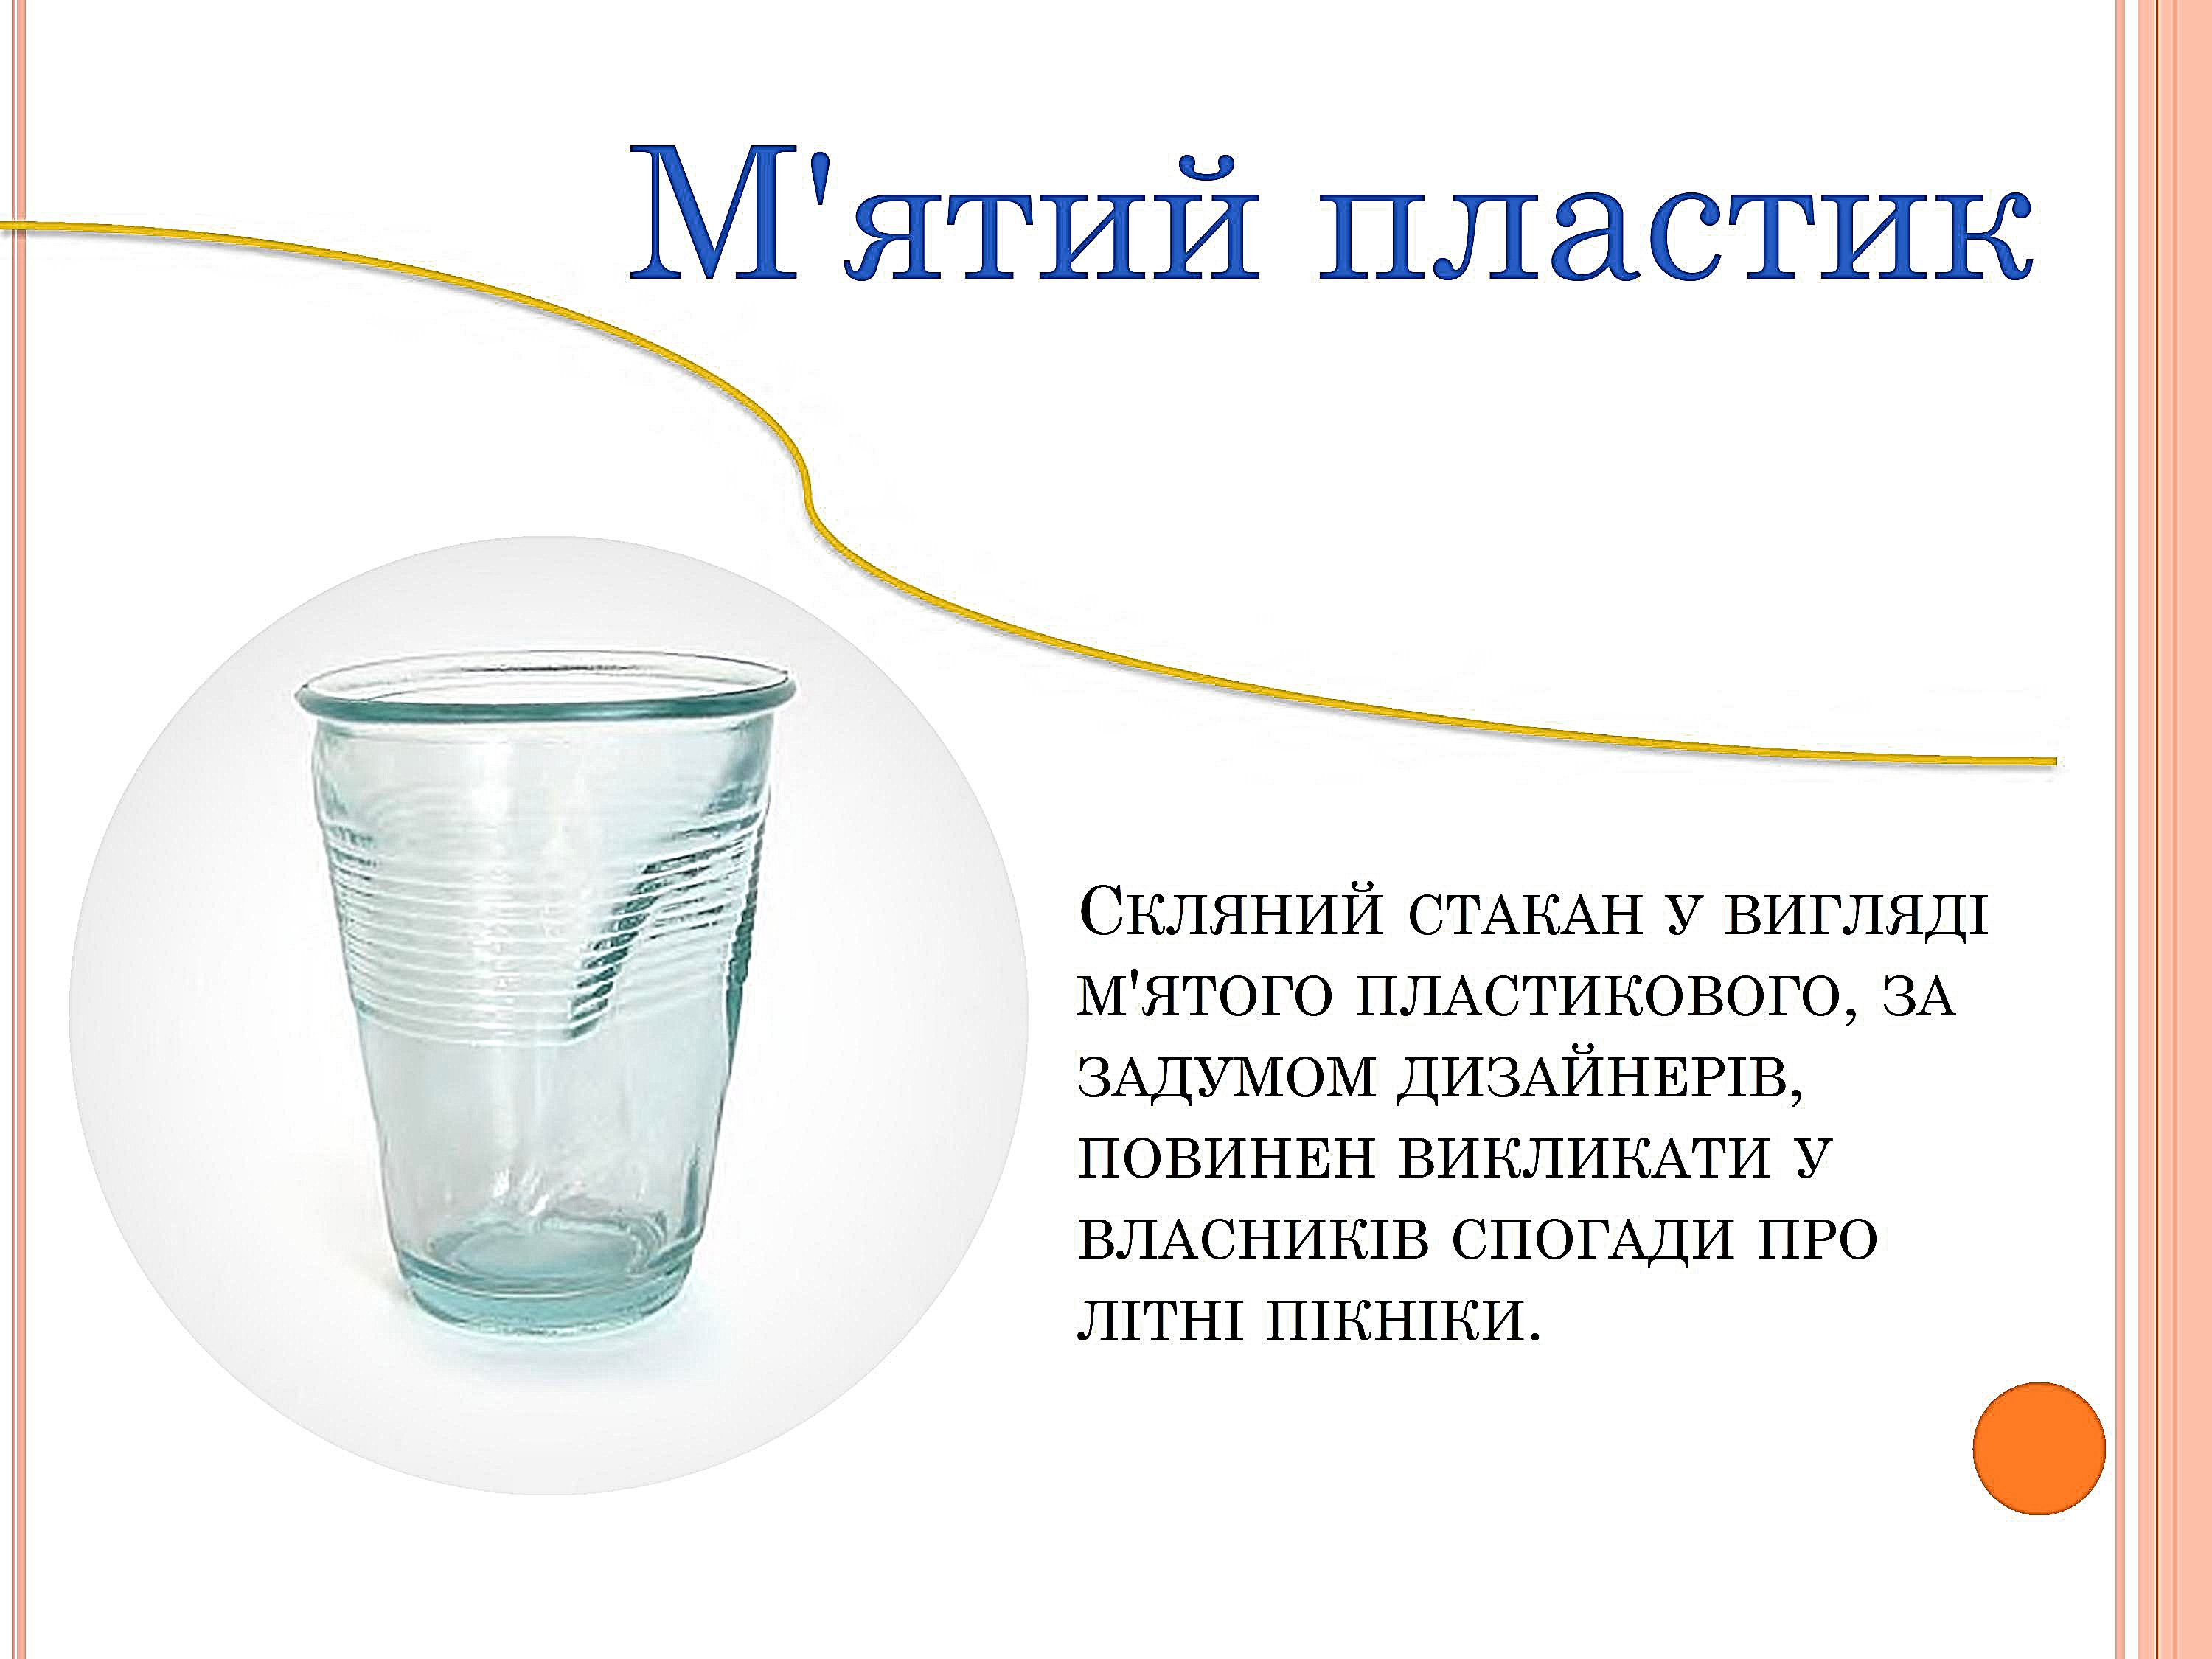 М'ятий пластик
Скляний стакан у вигляді
м'ятого пластикового, за
задумом дизайнерів,
повинен викликати у
власників спогади про
літні пікніки.